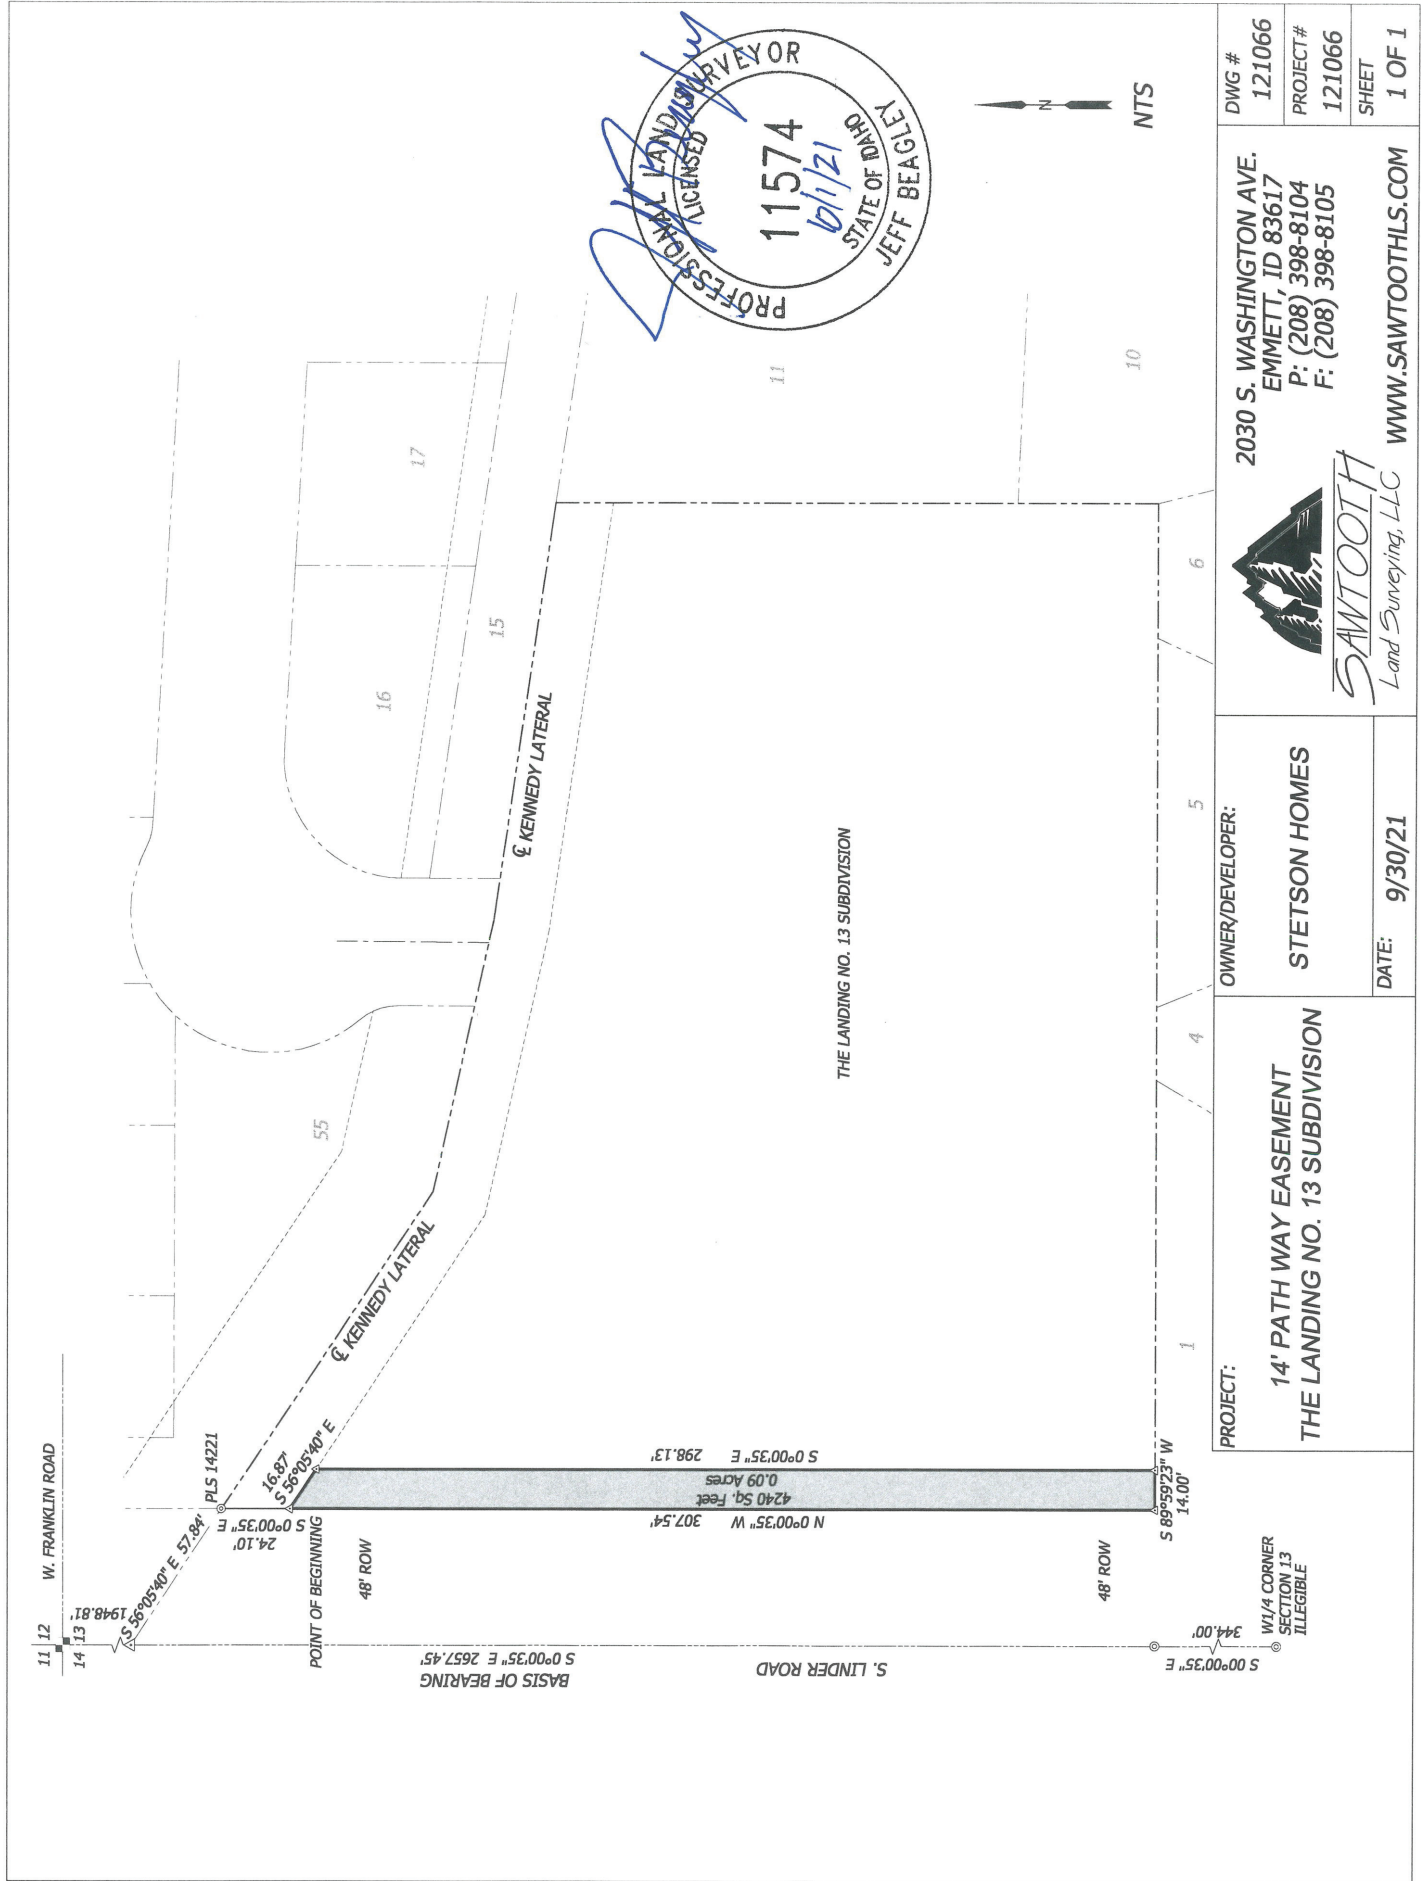 W. FRANKLIN ROAD
11 12
14 13
1948.81'
S 56°05'40" E 57.84'
PLS 14221
S 0°00'35" E
24.10'
16.87'
S 56°05'40" E
POINT OF BEGINNING
48' ROW
℄ KENNEDY LATERAL
℄ KENNEDY LATERAL
55
16
17
15
11
10
BASIS OF BEARING
S 0°00'35" E 2657.45'
S. LINDER ROAD
N 0°00'35" W 307.54'
4240 Sq. Feet
0.09 Acres
S 0°00'35" E 298.13'
THE LANDING NO. 13 SUBDIVISION
48' ROW
S 89°59'23" W
14.00'
S 00°00'35" E
344.00'
W1/4 CORNER
SECTION 13
ILLEGIBLE
1
4
5
6
PROFESSIONAL LAND SURVEYOR
LICENSED
11574
10/1/21
STATE OF IDAHO
JEFF BEAGLEY
N
NTS
PROJECT:
14' PATH WAY EASEMENT
THE LANDING NO. 13 SUBDIVISION
OWNER/DEVELOPER:
STETSON HOMES
DATE: 9/30/21
SAWTOOTH
Land Surveying, LLC
2030 S. WASHINGTON AVE.
EMMETT, ID 83617
P: (208) 398-8104
F: (208) 398-8105
WWW.SAWTOOTHLS.COM
DWG #
121066
PROJECT#
121066
SHEET
1 OF 1